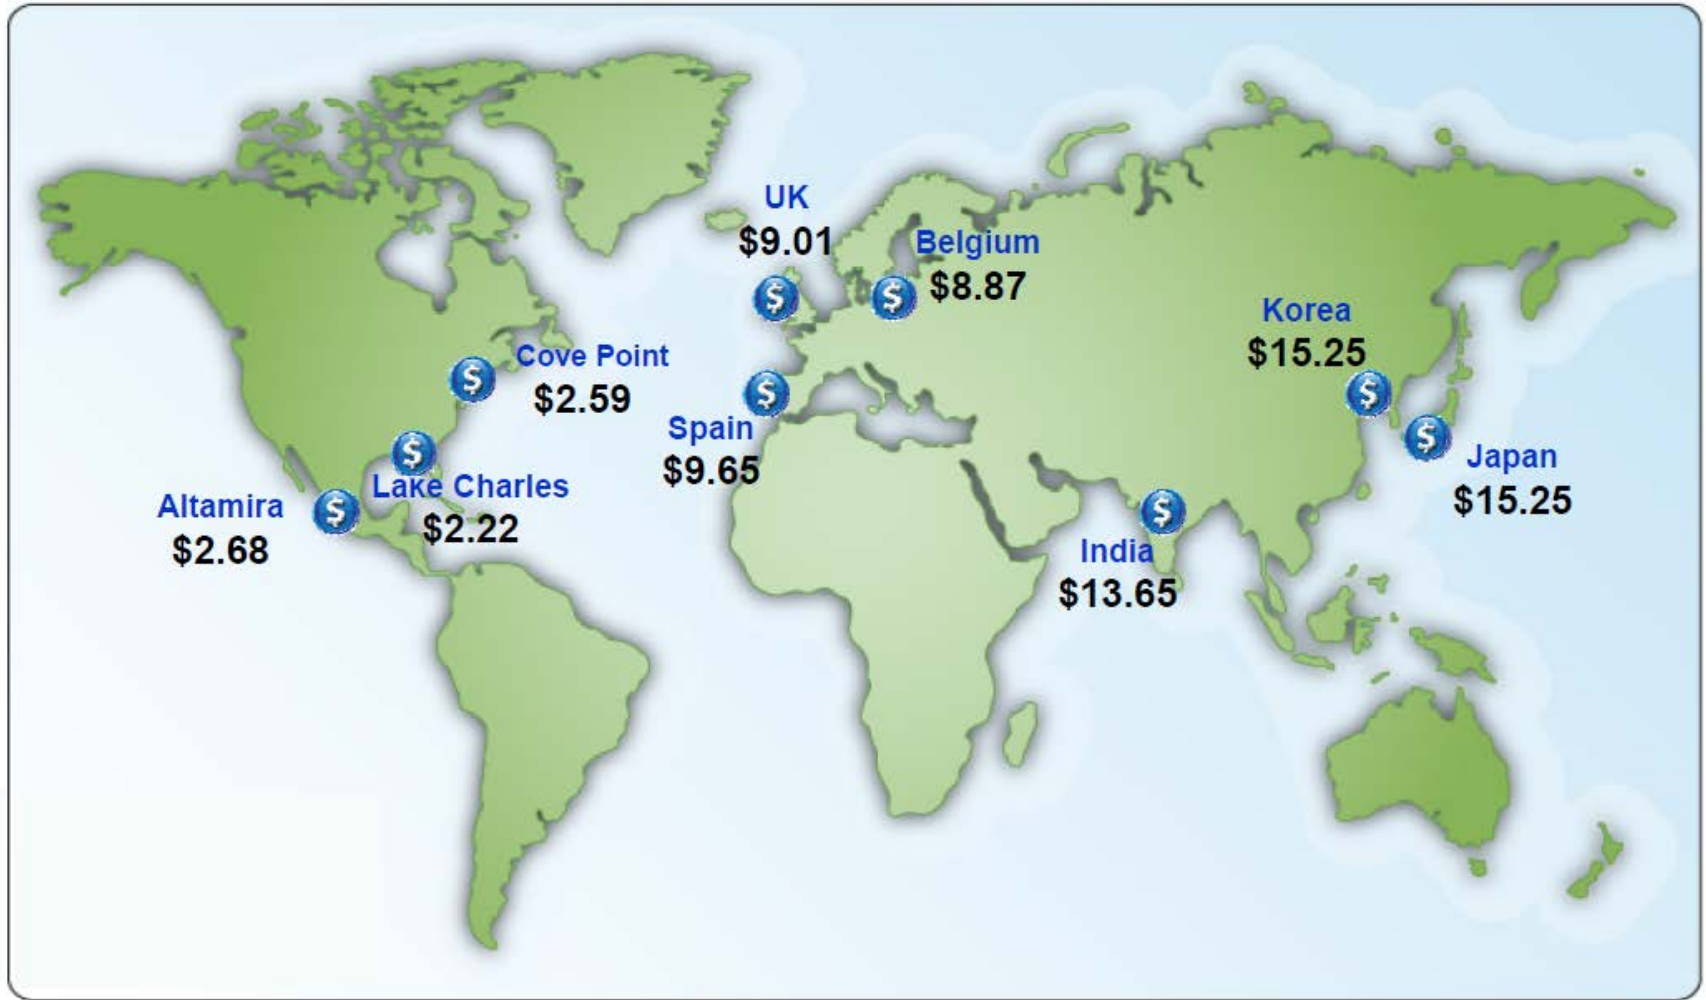 UK
$9.01
Belgium
$8.87
Korea
$15.25
Cove Point
$2.59
Spain
$9.65
Japan
$15.25
Lake Charles
$2.22
Altamira
$2.68
India
$13.65
$
$
$
$
$
$
$
$
$